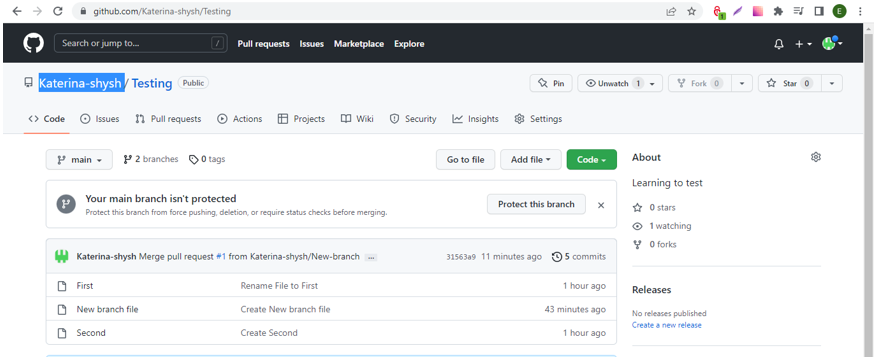 github.com/Katerina-shysh/Testing
1
E
Search or jump to... /
Pull requests Issues Marketplace Explore
Katerina-shysh / Testing Public
Pin Unwatch 1 Fork 0 Star 0
Code Issues Pull requests Actions Projects Wiki Security Insights Settings
main 2 branches 0 tags Go to file Add file Code
About
Learning to test
0 stars
1 watching
0 forks
Your main branch isn't protected
Protect this branch from force pushing, deletion, or require status checks before merging.
Protect this branch
Katerina-shysh Merge pull request #1 from Katerina-shysh/New-branch ... 31563a9 11 minutes ago 5 commits
First Rename File to First 1 hour ago
New branch file Create New branch file 43 minutes ago
Second Create Second 1 hour ago
Releases
No releases published
Create a new release